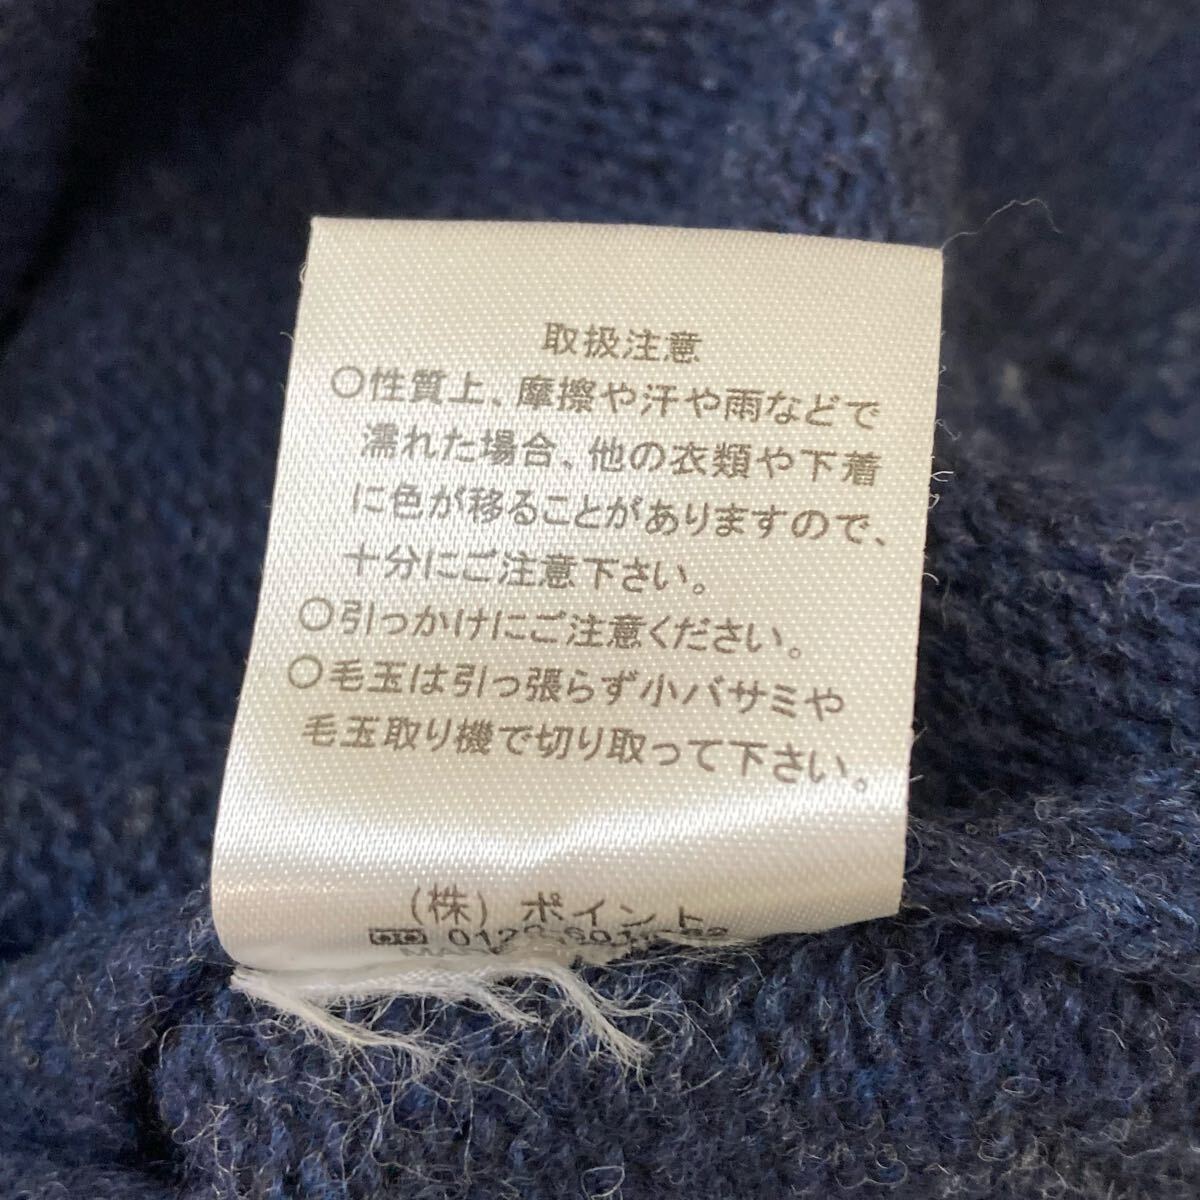 取扱注意
○性質上、摩擦や汗や雨などで
濡れた場合、他の衣類や下着
に色が移ることがありますので、
十分にご注意下さい。
○引っかけにご注意ください。
○毛玉は引っ張らず小バサミや
毛玉取り機で切り取って下さい。
(株) ポイント